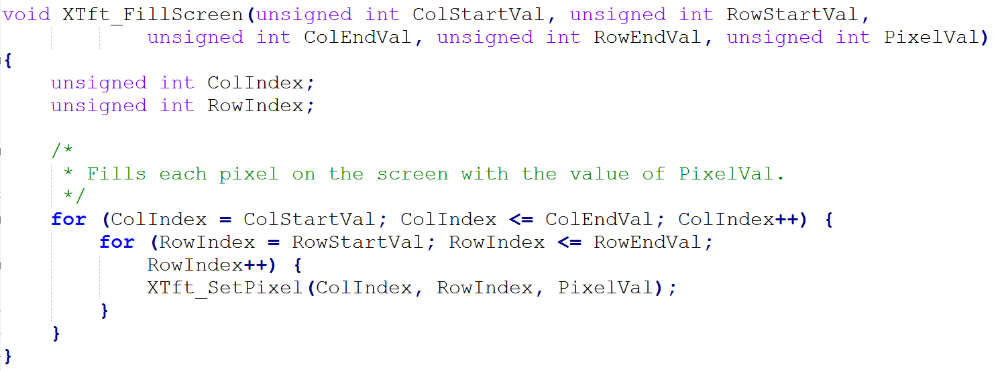 void XTft_FillScreen(unsigned int ColStartVal, unsigned int RowStartVal,
            unsigned int ColEndVal, unsigned int RowEndVal, unsigned int PixelVal)
{
    unsigned int ColIndex;
    unsigned int RowIndex;

    /*
     * Fills each pixel on the screen with the value of PixelVal.
     */
    for (ColIndex = ColStartVal; ColIndex <= ColEndVal; ColIndex++) {
        for (RowIndex = RowStartVal; RowIndex <= RowEndVal;
            RowIndex++) {
            XTft_SetPixel(ColIndex, RowIndex, PixelVal);
        }
    }
}